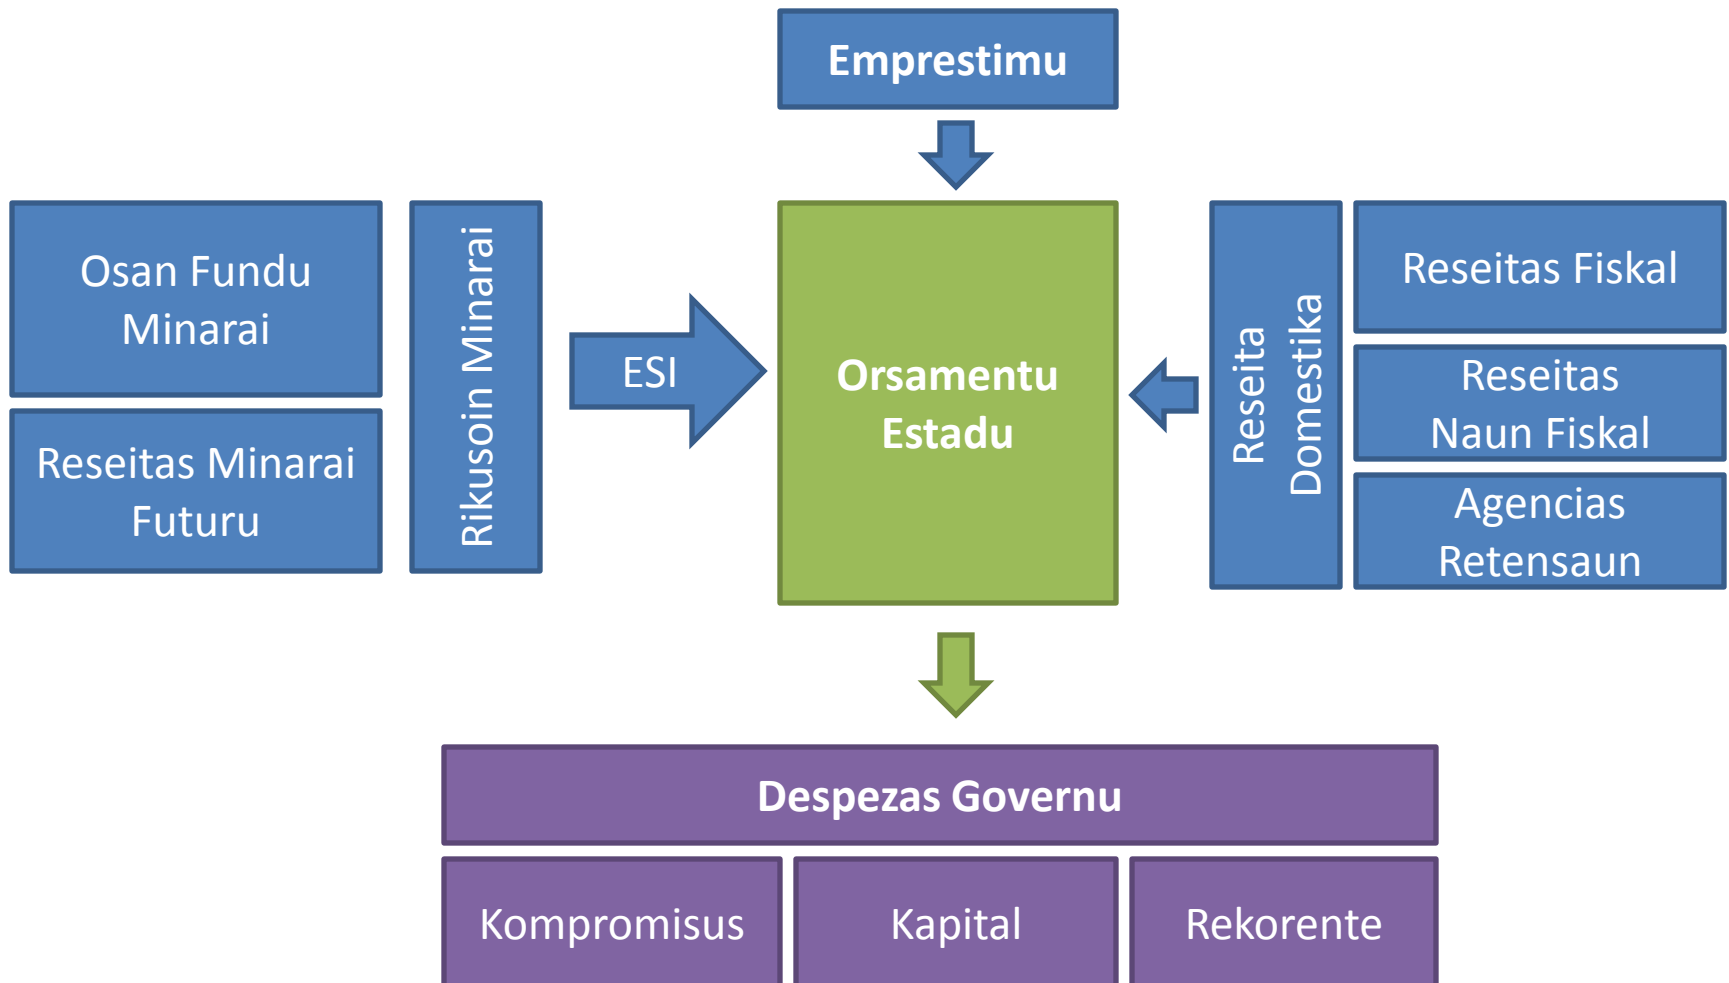 Emprestimu
Osan Fundu
Minarai
Reseitas Minarai
Futuru
Rikusoin Minarai
ESI
Orsamentu
Estadu
Reseita
Domestika
Reseitas Fiskal
Reseitas
Naun Fiskal
Agencias
Retensaun
Despezas Governu
Kompromisus
Kapital
Rekorente